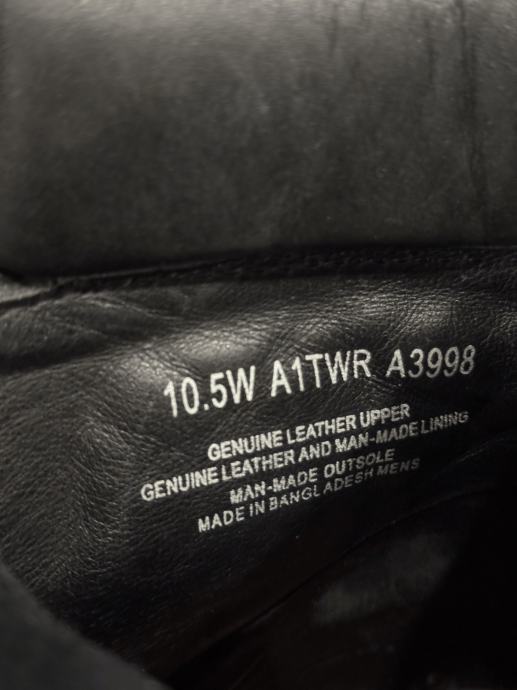 10.5W A1TWR A3998
GENUINE LEATHER UPPER
GENUINE LEATHER AND MAN-MADE LINING
MAN-MADE OUTSOLE
MADE IN BANGLADESH MENS